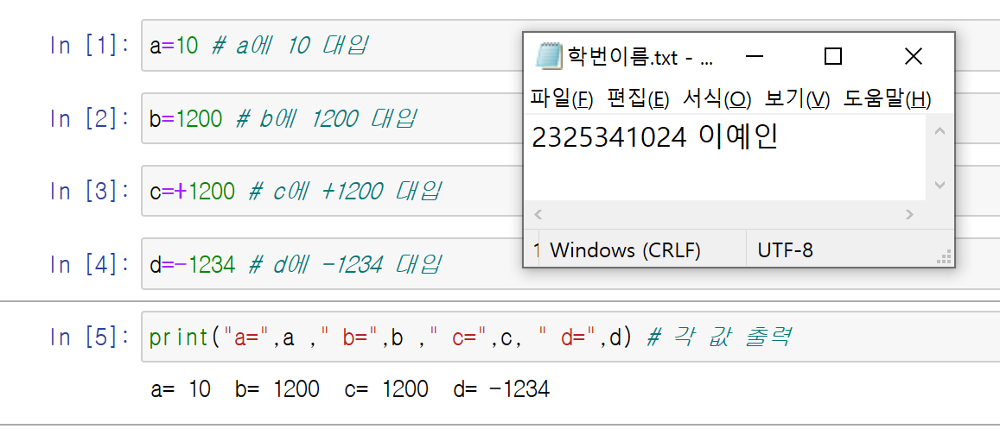 In [1]: a=10 # a에 10 대입
In [2]: b=1200 # b에 1200 대입
In [3]: c=+1200 # c에 +1200 대입
In [4]: d=-1234 # d에 -1234 대입
학번이름.txt - ...
파일(F) 편집(E) 서식(O) 보기(V) 도움말(H)
2325341024 이예인
1 Windows (CRLF) UTF-8
In [5]: print("a=",a ," b=",b ," c=",c, " d=",d) # 각 값 출력
a= 10  b= 1200  c= 1200  d= -1234